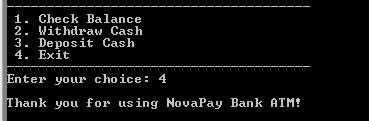 ------------------------------------------
1. Check Balance
2. Withdraw Cash
3. Deposit Cash
4. Exit
------------------------------------------
Enter your choice: 4
Thank you for using NovaPay Bank ATM!